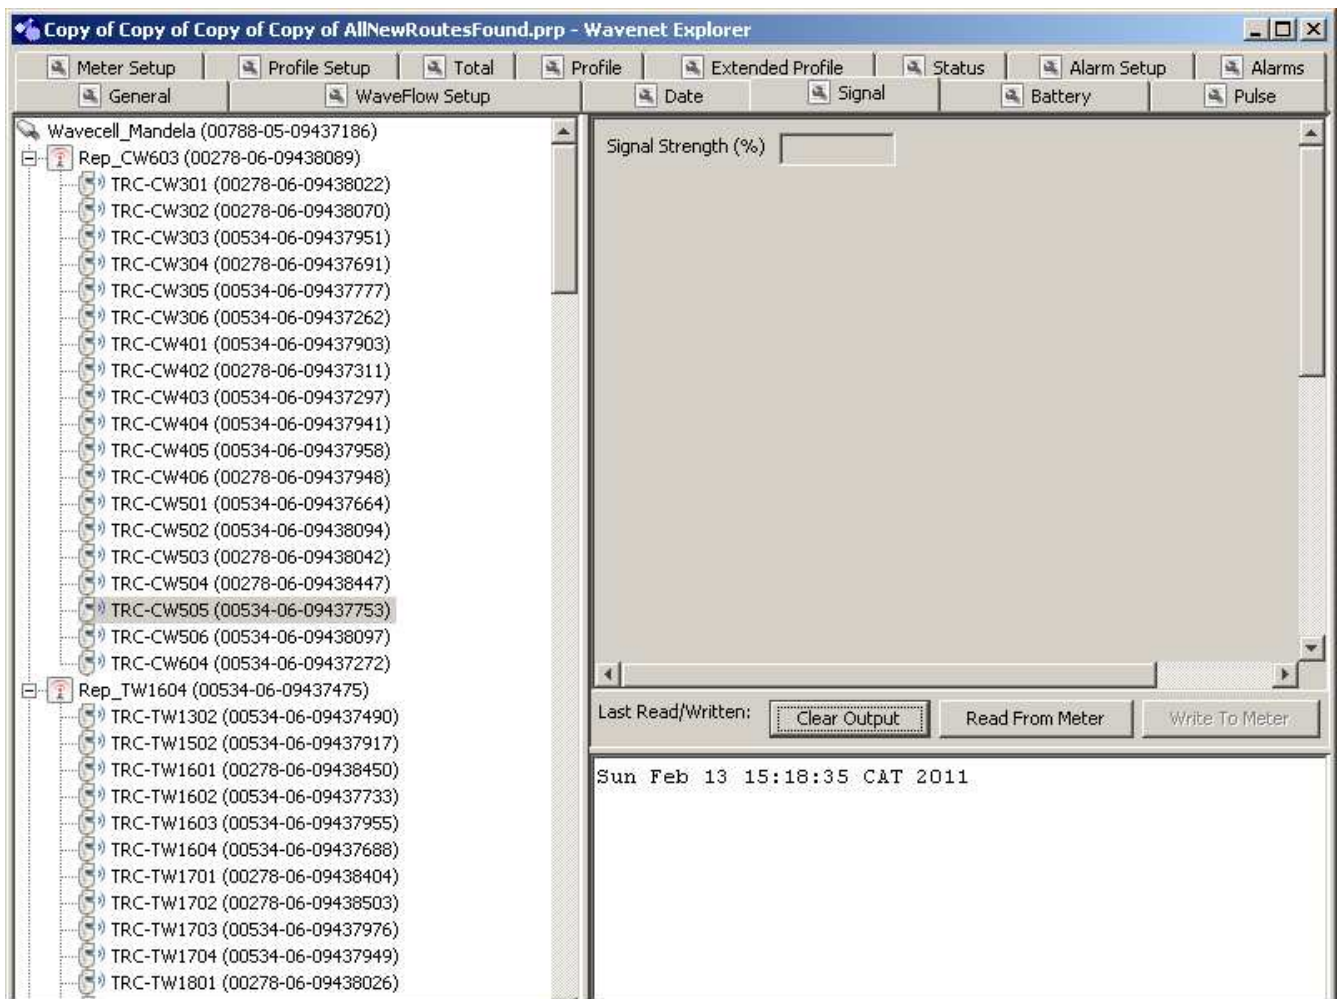 Copy of Copy of Copy of Copy of AllNewRoutesFound.prp - Wavenet Explorer
Meter Setup Profile Setup Total Profile Extended Profile Status Alarm Setup Alarms
General WaveFlow Setup Date Signal Battery Pulse
Wavecell_Mandela (00788-05-09437186)
Rep_CW603 (00278-06-09438089)
TRC-CW301 (00278-06-09438022)
TRC-CW302 (00278-06-09438070)
TRC-CW303 (00534-06-09437951)
TRC-CW304 (00278-06-09437691)
TRC-CW305 (00534-06-09437777)
TRC-CW306 (00534-06-09437262)
TRC-CW401 (00534-06-09437903)
TRC-CW402 (00278-06-09437311)
TRC-CW403 (00534-06-09437297)
TRC-CW404 (00534-06-09437941)
TRC-CW405 (00534-06-09437958)
TRC-CW406 (00278-06-09437948)
TRC-CW501 (00534-06-09437664)
TRC-CW502 (00534-06-09438094)
TRC-CW503 (00278-06-09438042)
TRC-CW504 (00278-06-09438447)
TRC-CW505 (00534-06-09437753)
TRC-CW506 (00534-06-09438097)
TRC-CW604 (00534-06-09437272)
Rep_TW1604 (00534-06-09437475)
TRC-TW1302 (00534-06-09437490)
TRC-TW1502 (00534-06-09437917)
TRC-TW1601 (00278-06-09438450)
TRC-TW1602 (00534-06-09437733)
TRC-TW1603 (00534-06-09437955)
TRC-TW1604 (00534-06-09437688)
TRC-TW1701 (00278-06-09438404)
TRC-TW1702 (00278-06-09438503)
TRC-TW1703 (00534-06-09437976)
TRC-TW1704 (00534-06-09437949)
TRC-TW1801 (00278-06-09438026)
Signal Strength (%)
Last Read/Written: Clear Output Read From Meter Write To Meter
Sun Feb 13 15:18:35 CAT 2011